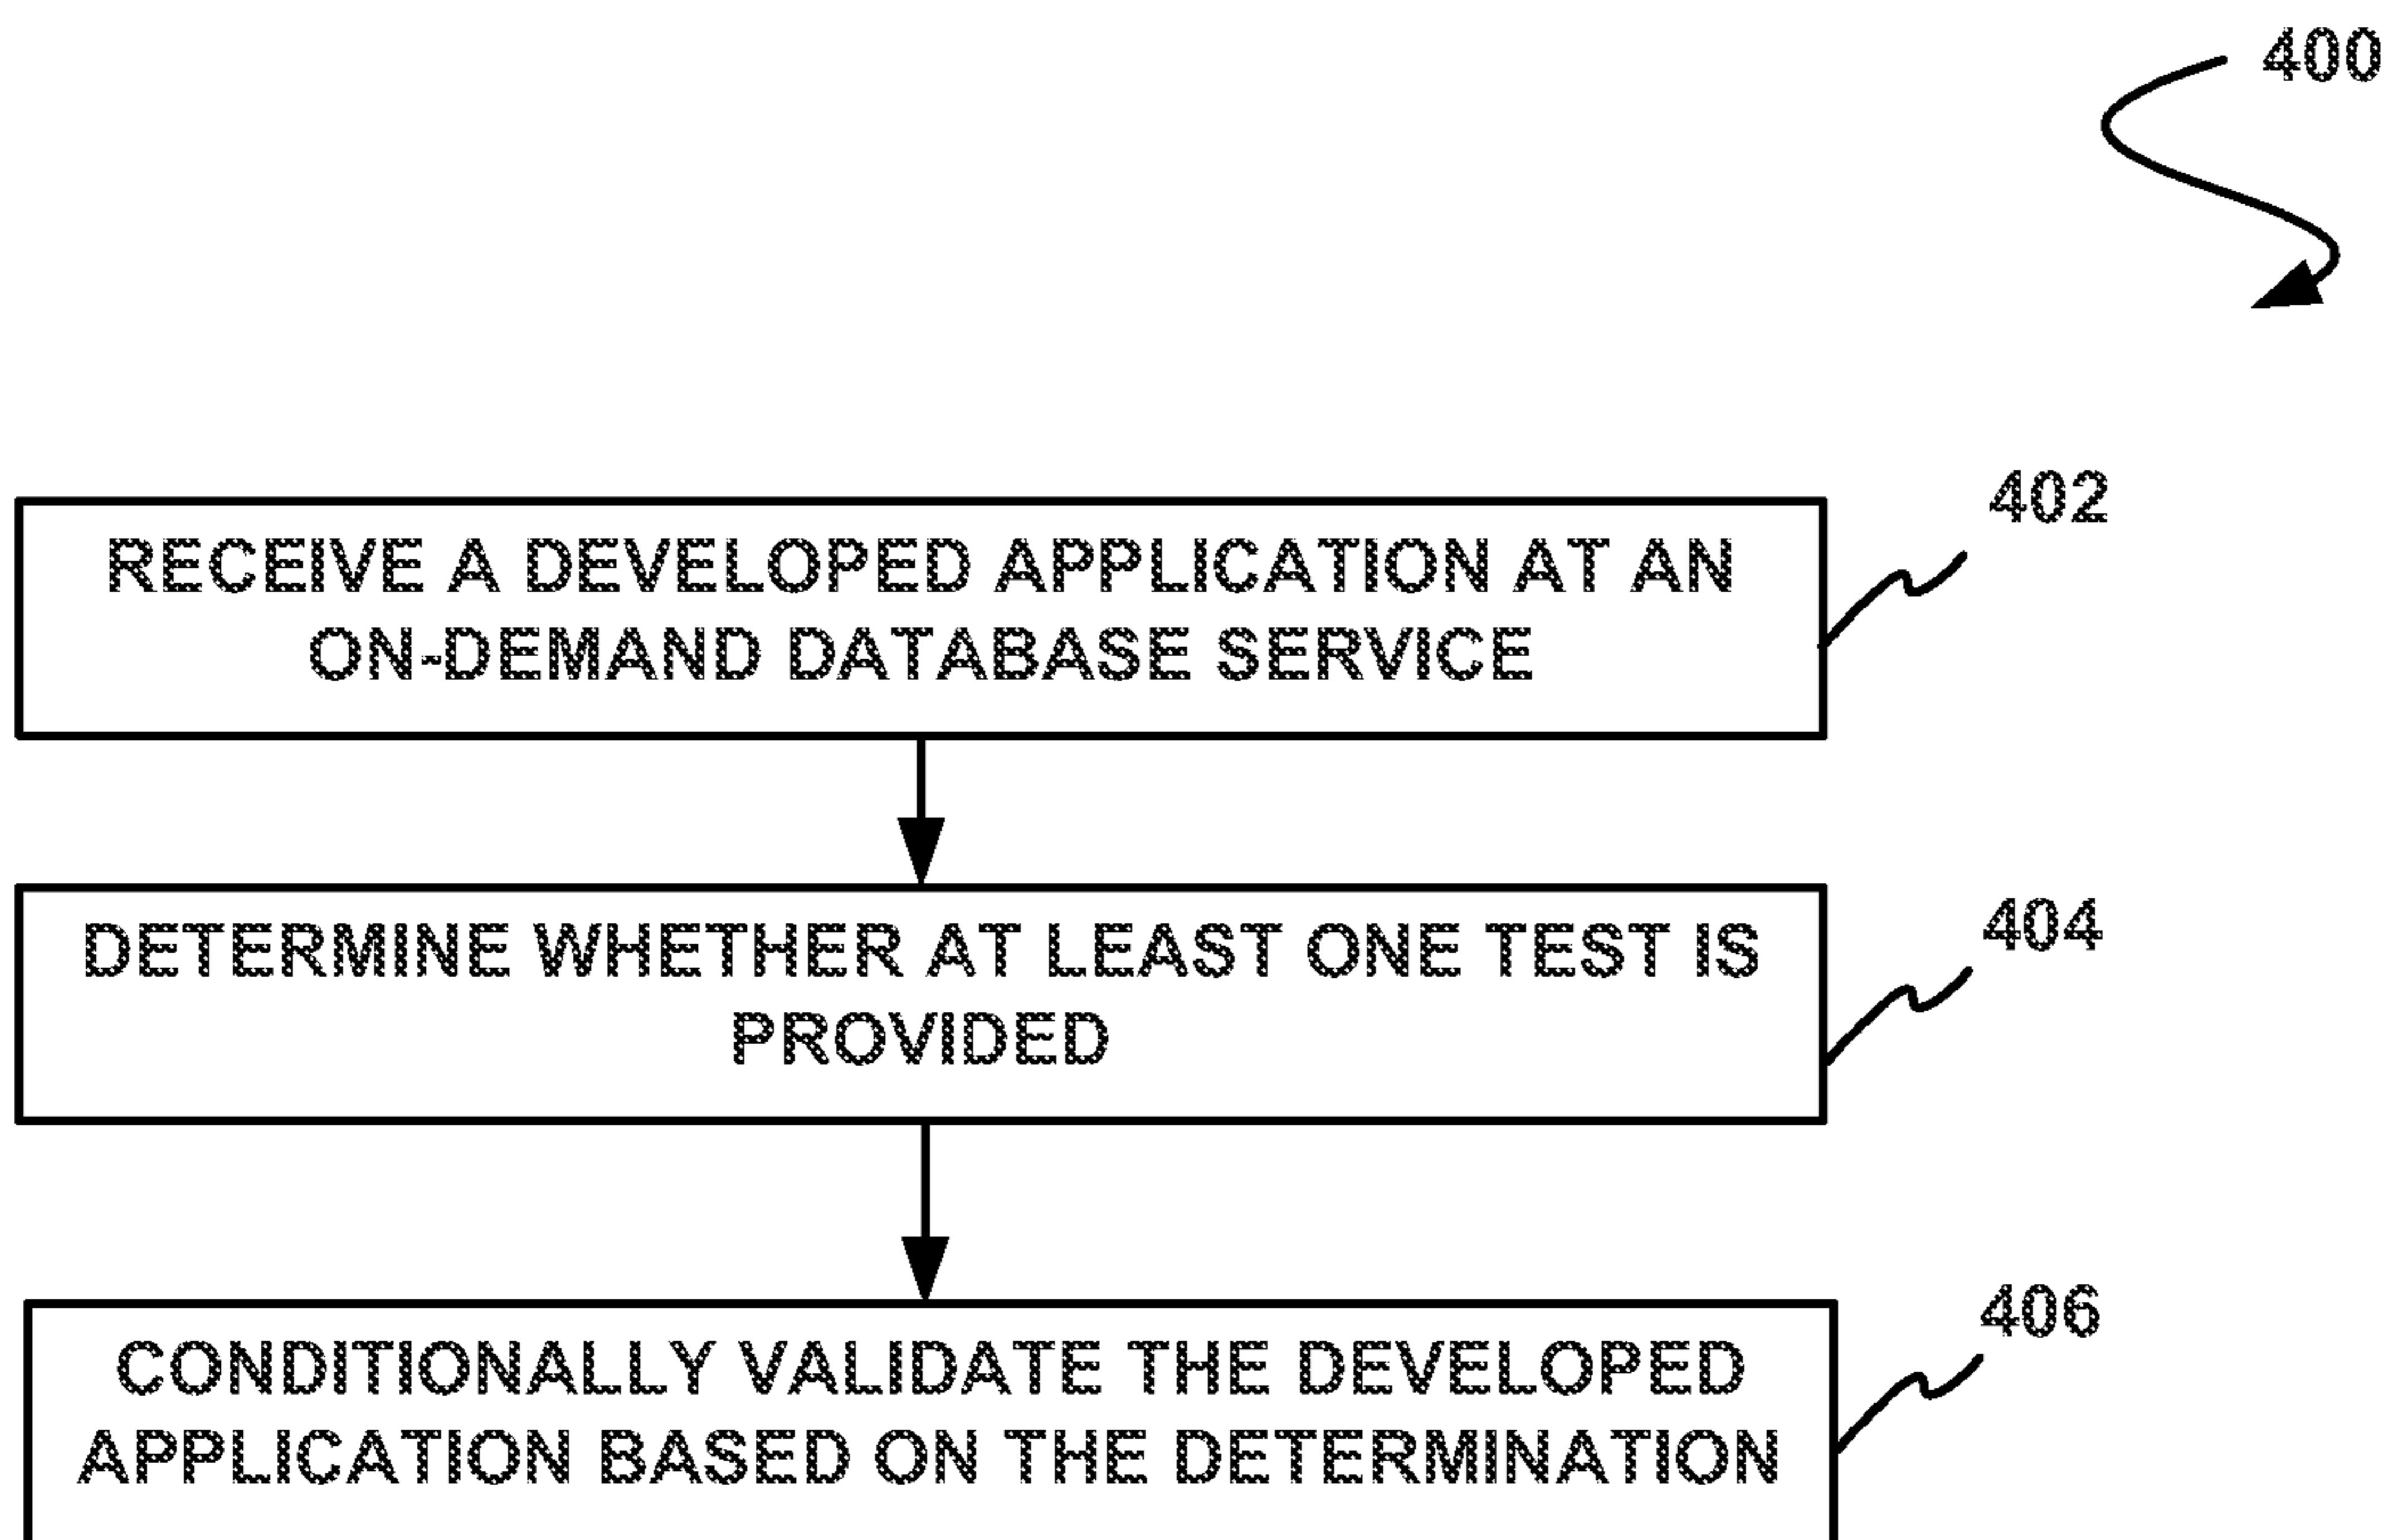 400
402
RECEIVE A DEVELOPED APPLICATION AT AN
ON-DEMAND DATABASE SERVICE
404
DETERMINE WHETHER AT LEAST ONE TEST IS
PROVIDED
406
CONDITIONALLY VALIDATE THE DEVELOPED
APPLICATION BASED ON THE DETERMINATION